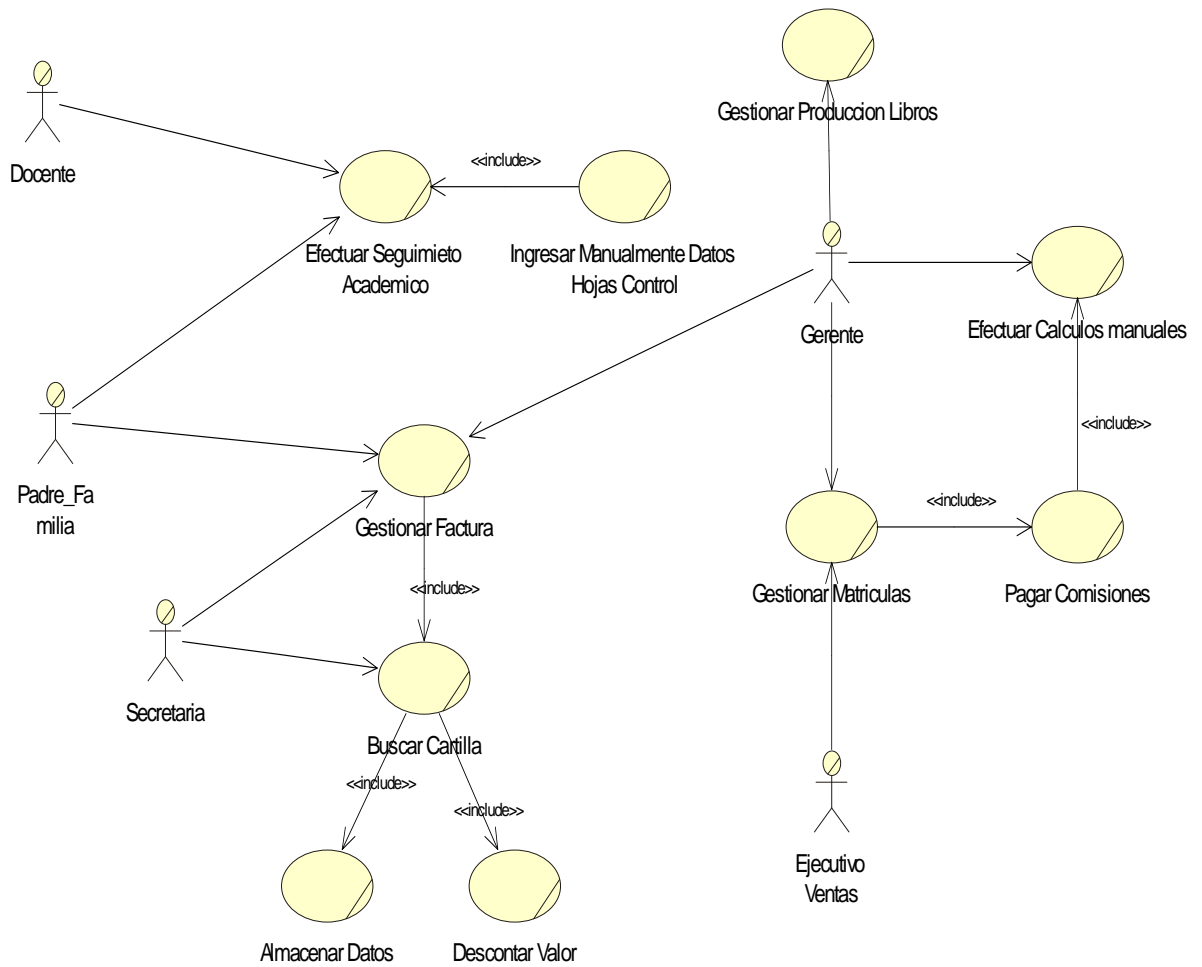 Gestionar Produccion Libros
Docente
<<include>>
Efectuar Seguimieto
Academico
Ingresar Manualmente Datos
Hojas Control
Gerente
Efectuar Calculos manuales
<<include>>
Padre_Fa
milia
Gestionar Factura
<<include>>
Gestionar Matriculas
Pagar Comisiones
<<include>>
Secretaria
Buscar Cartilla
<<include>>
<<include>>
Ejecutivo
Ventas
Almacenar Datos
Descontar Valor